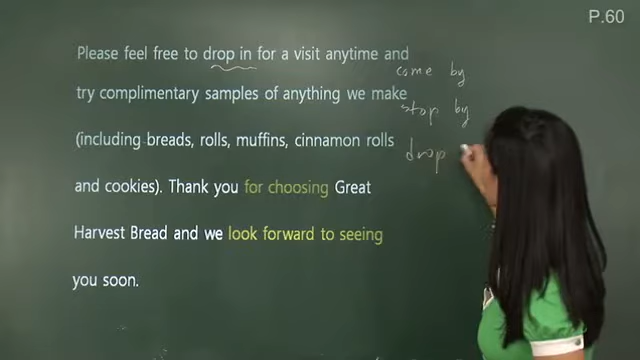 P.60
Please feel free to drop in for a visit anytime and
come by
try complimentary samples of anything we make
stop by
(including breads, rolls, muffins, cinnamon rolls
drop
and cookies). Thank you for choosing Great
Harvest Bread and we look forward to seeing
you soon.